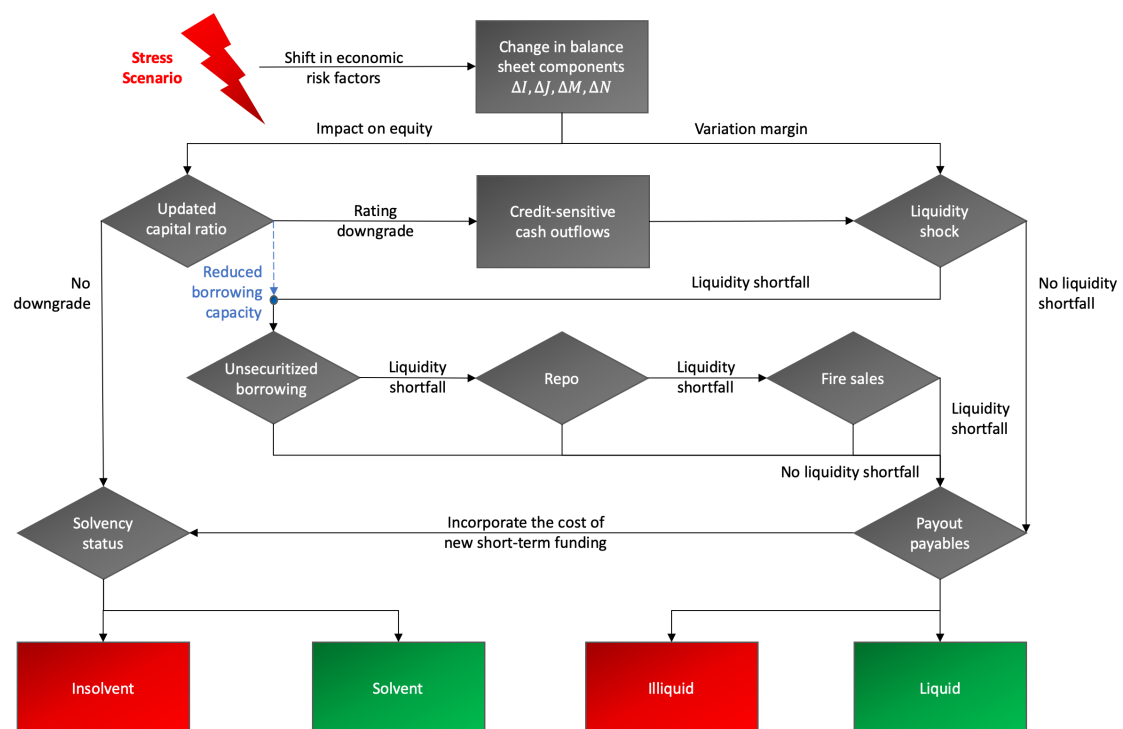 Stress
Scenario
Shift in economic
risk factors
Change in balance
sheet components
Δ𝐼, Δ𝐽, Δ𝑀, Δ𝑁
Impact on equity
Variation margin
Updated
capital ratio
Rating
downgrade
Credit-sensitive
cash outflows
Liquidity
shock
No
downgrade
Reduced
borrowing
capacity
Liquidity shortfall
No liquidity
shortfall
Unsecuritized
borrowing
Liquidity
shortfall
Repo
Liquidity
shortfall
Fire sales
Liquidity
shortfall
No liquidity shortfall
Solvency
status
Incorporate the cost of
new short-term funding
Payout
payables
Insolvent
Solvent
Illiquid
Liquid